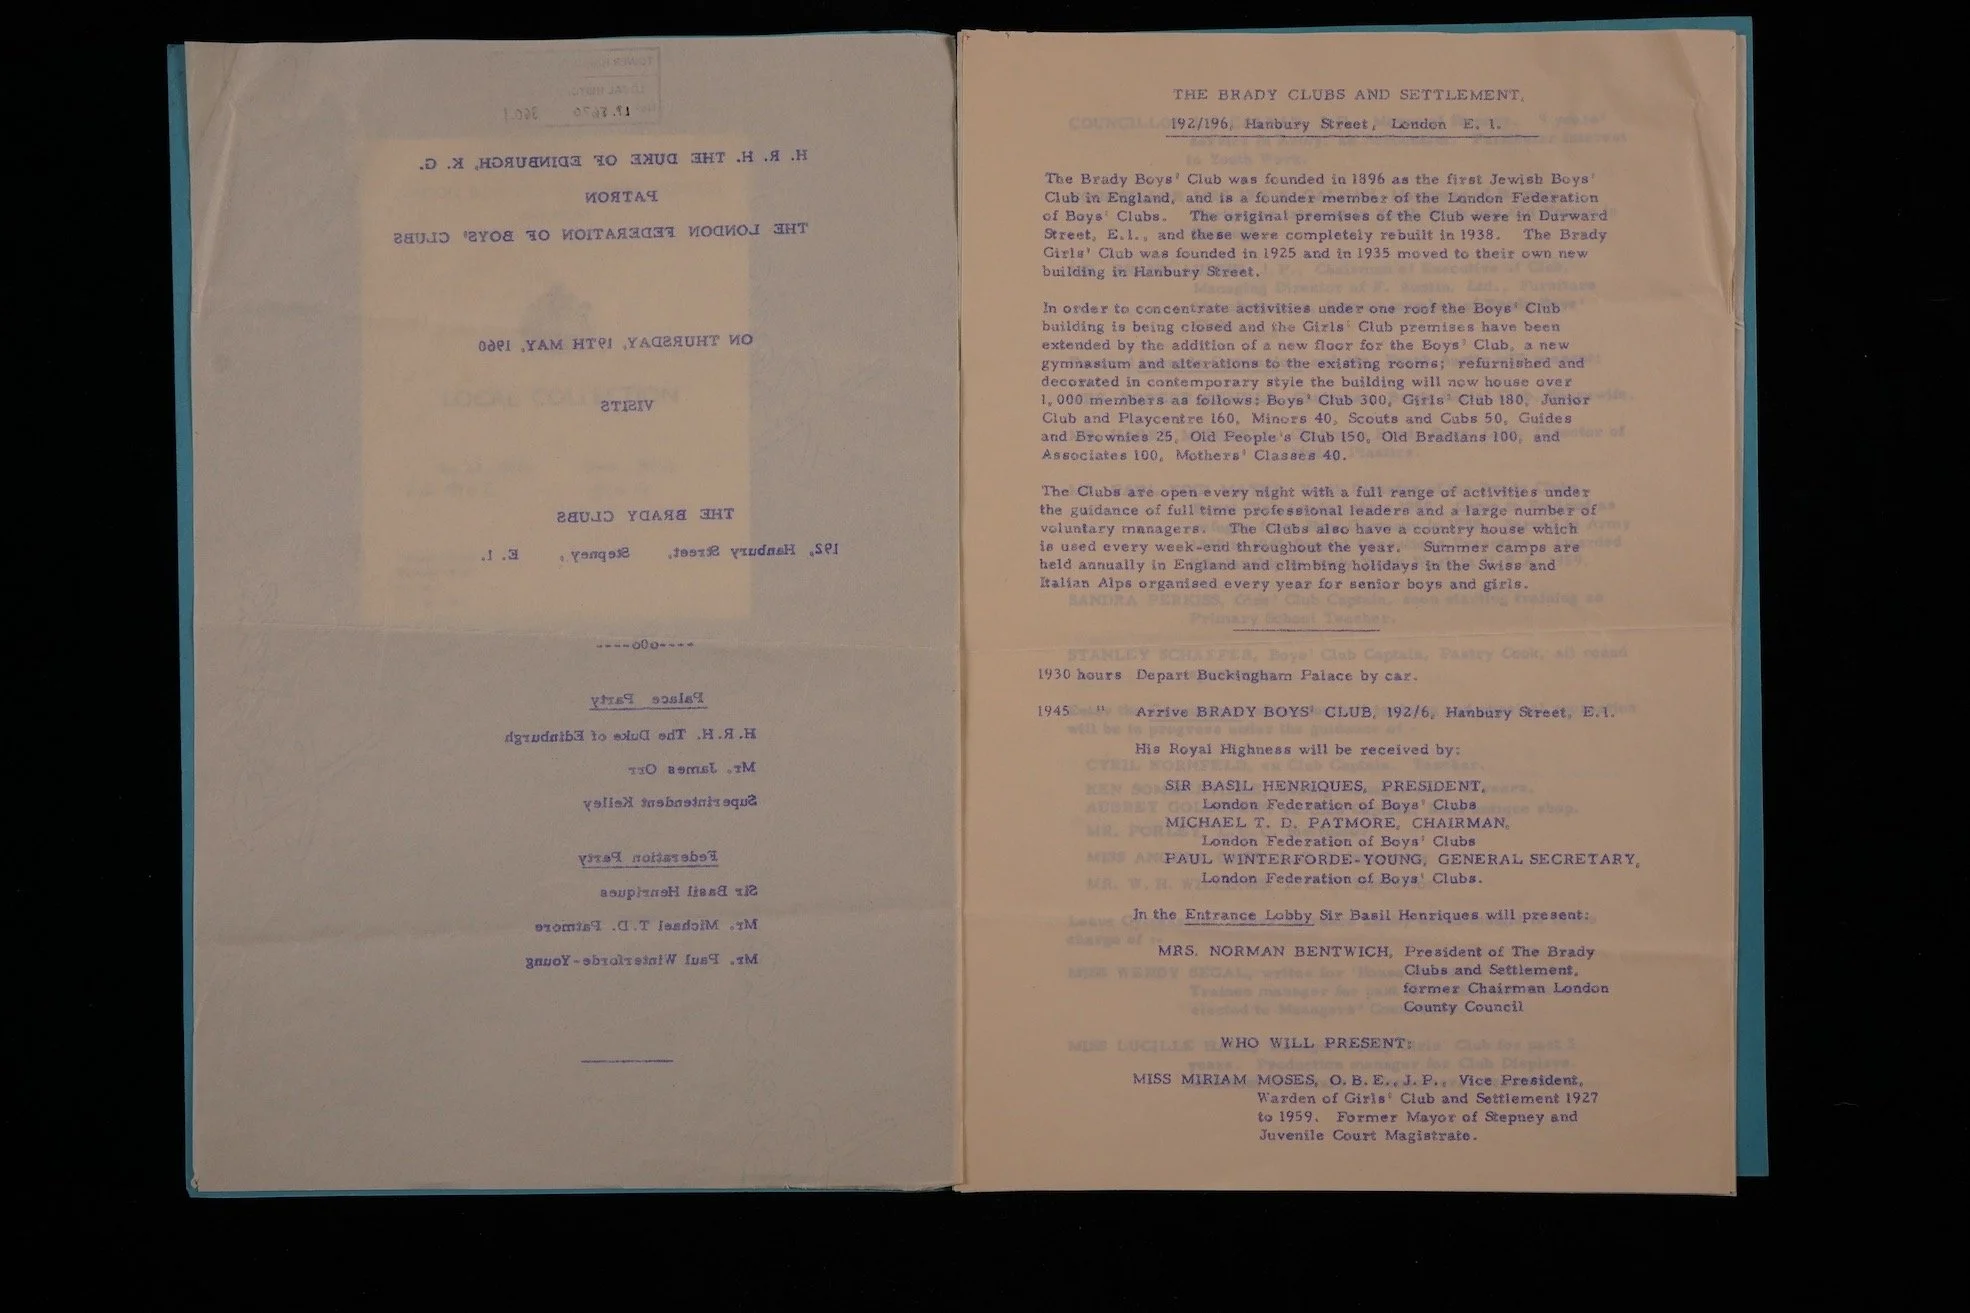 H. R. H. THE DUKE OF EDINBURGH, K. G.
PATRON
THE LONDON FEDERATION OF BOYS' CLUBS
ON THURSDAY, 19TH MAY, 1960
LOCAL COLLECTION
VISITS
THE BRADY CLUBS
192, Hanbury Street, Stepney, E. 1.
----oOo----
Palace Party
H.R.H. The Duke of Edinburgh
Mr. James Orr
Superintendent Kelley
Federation Party
Sir Basil Henriques
Mr. Michael T.D. Patmore
Mr. Paul Winterforde-Young
THE BRADY CLUBS AND SETTLEMENT,
192/196, Hanbury Street, London E. 1.
The Brady Boys' Club was founded in 1896 as the first Jewish Boys'
Club in England, and is a founder member of the London Federation
of Boys' Clubs. The original premises of the Club were in Durward
Street, E.1., and these were completely rebuilt in 1938. The Brady
Girls' Club was founded in 1925 and in 1935 moved to their own new
building in Hanbury Street.
In order to concentrate activities under one roof the Boys' Club
building is being closed and the Girls' Club premises have been
extended by the addition of a new floor for the Boys' Club, a new
gymnasium and alterations to the existing rooms; refurnished and
decorated in contemporary style the building will now house over
1,000 members as follows: Boys' Club 300, Girls' Club 180, Junior
Club and Playcentre 160, Minors 40, Scouts and Cubs 50, Guides
and Brownies 25, Old People's Club 150, Old Bradians 100, and
Associates 100, Mothers' Classes 40.
The Clubs are open every night with a full range of activities under
the guidance of full time professional leaders and a large number of
voluntary managers. The Clubs also have a country house which
is used every week-end throughout the year. Summer camps are
held annually in England and climbing holidays in the Swiss and
Italian Alps organised every year for senior boys and girls.
1930 hours Depart Buckingham Palace by car.
1945 " Arrive BRADY BOYS' CLUB, 192/6, Hanbury Street, E.1.
His Royal Highness will be received by:
SIR BASIL HENRIQUES, PRESIDENT,
London Federation of Boys' Clubs
MICHAEL T. D. PATMORE, CHAIRMAN,
London Federation of Boys' Clubs
PAUL WINTERFORDE-YOUNG, GENERAL SECRETARY,
London Federation of Boys' Clubs.
In the Entrance Lobby Sir Basil Henriques will present:
MRS. NORMAN BENTWICH, President of The Brady
Clubs and Settlement,
former Chairman London
County Council
WHO WILL PRESENT:
MISS MIRIAM MOSES, O. B. E., J. P., Vice President,
Warden of Girls' Club and Settlement 1927
to 1959. Former Mayor of Stepney and
Juvenile Court Magistrate.